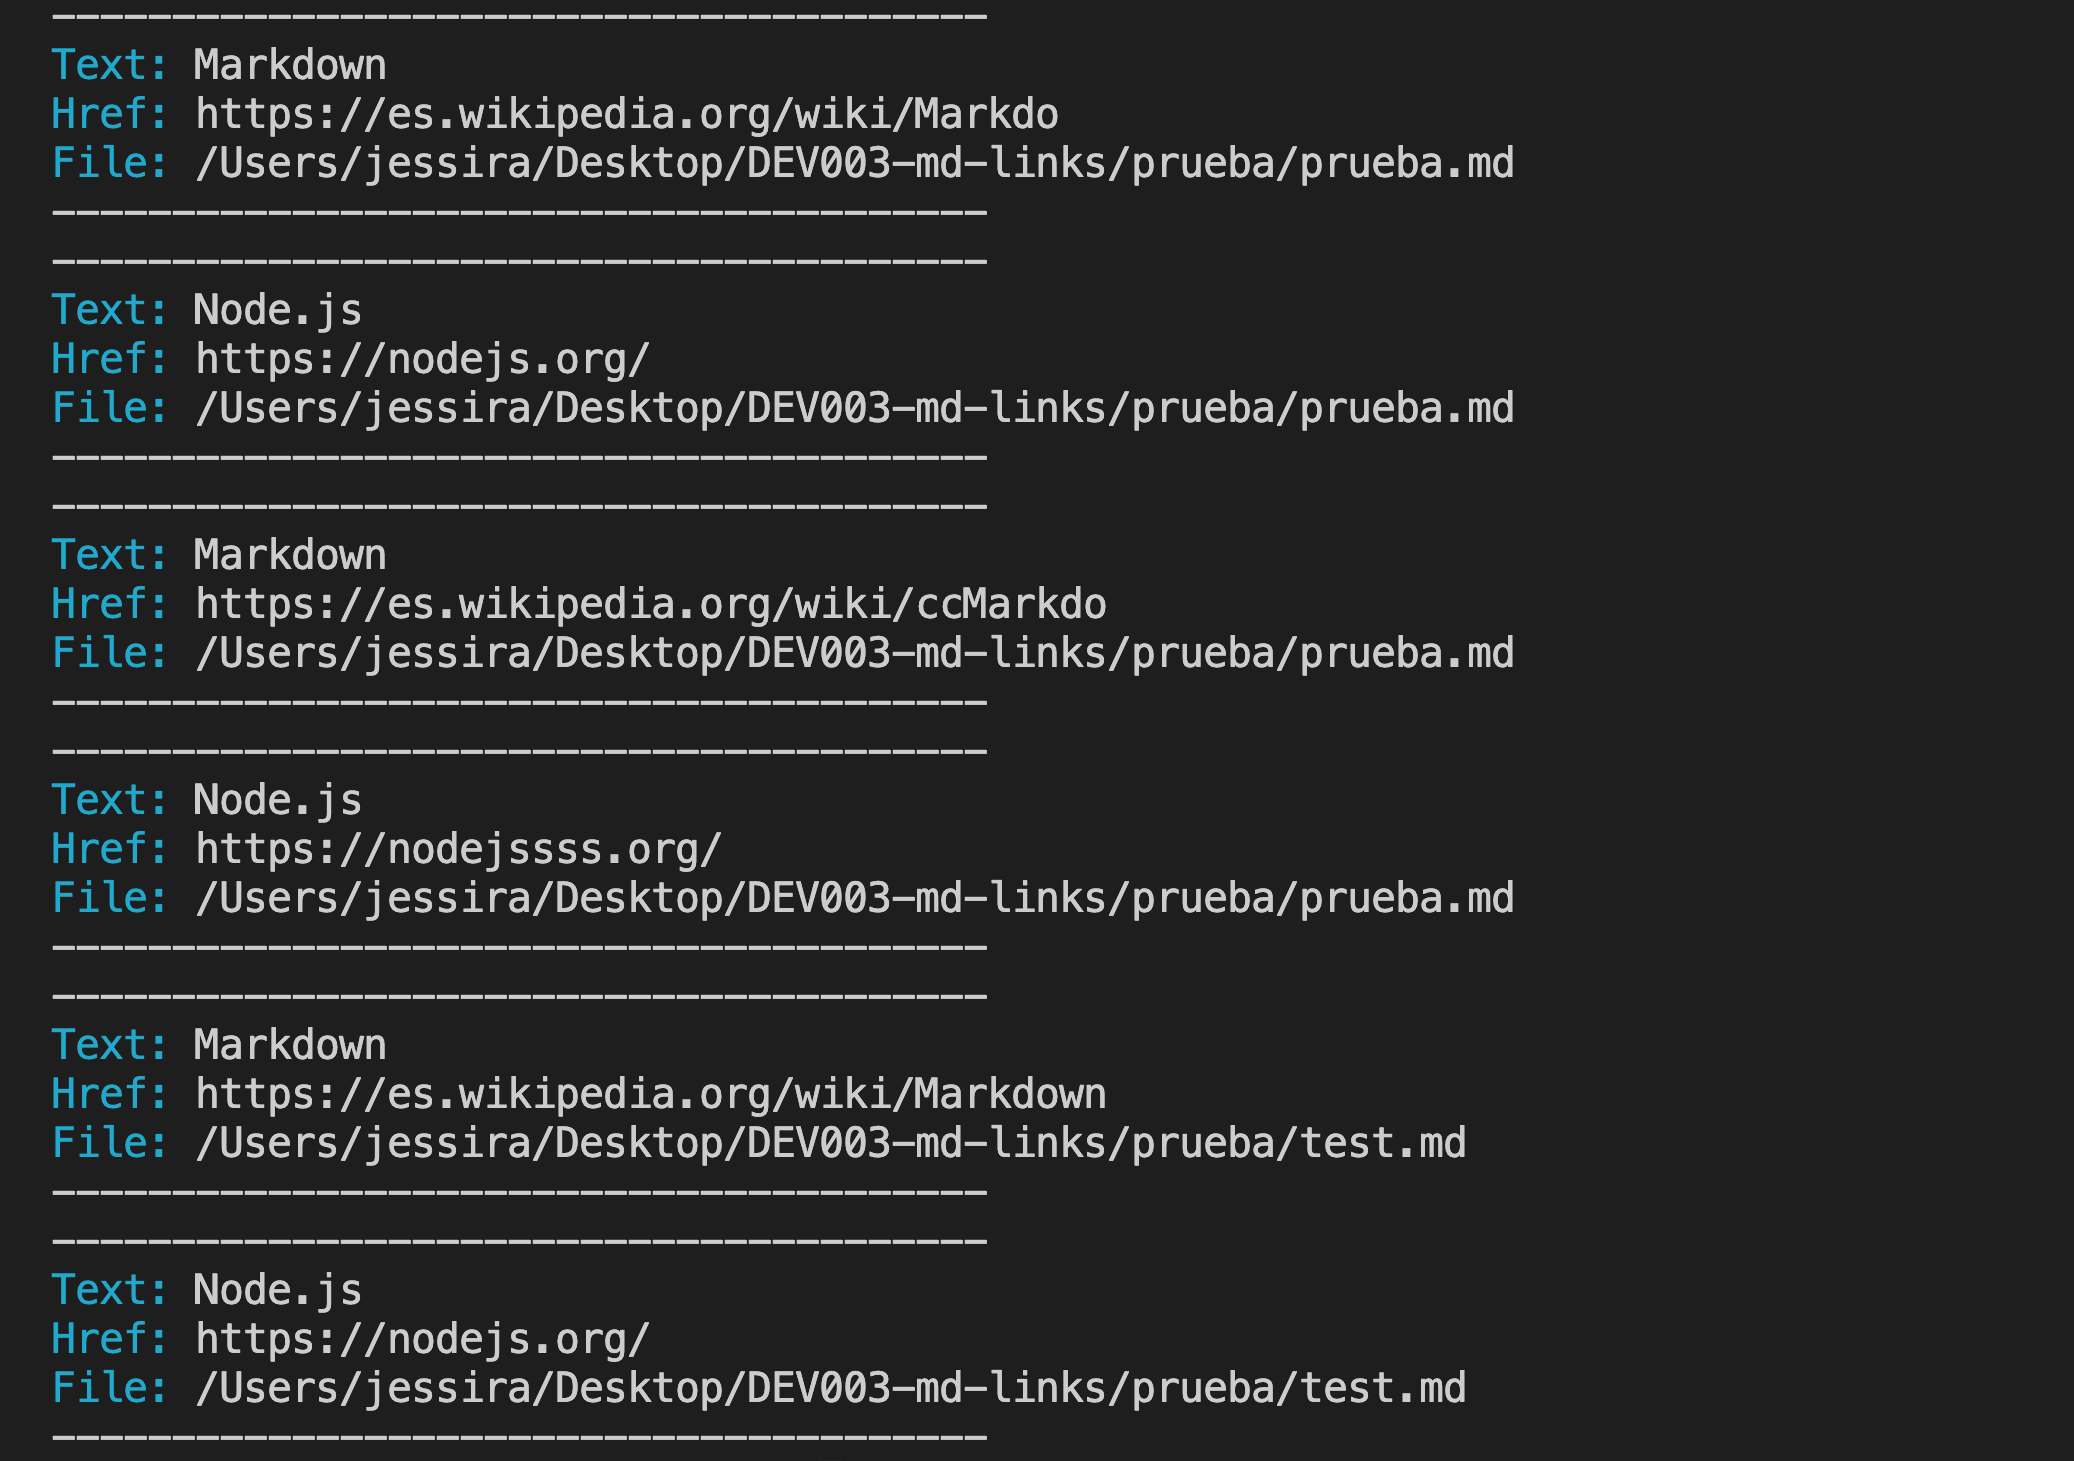 ---------------------------------------
Text: Markdown
Href: https://es.wikipedia.org/wiki/Markdo
File: /Users/jessira/Desktop/DEV003-md-links/prueba/prueba.md
---------------------------------------
---------------------------------------
Text: Node.js
Href: https://nodejs.org/
File: /Users/jessira/Desktop/DEV003-md-links/prueba/prueba.md
---------------------------------------
---------------------------------------
Text: Markdown
Href: https://es.wikipedia.org/wiki/ccMarkdo
File: /Users/jessira/Desktop/DEV003-md-links/prueba/prueba.md
---------------------------------------
---------------------------------------
Text: Node.js
Href: https://nodejssss.org/
File: /Users/jessira/Desktop/DEV003-md-links/prueba/prueba.md
---------------------------------------
---------------------------------------
Text: Markdown
Href: https://es.wikipedia.org/wiki/Markdown
File: /Users/jessira/Desktop/DEV003-md-links/prueba/test.md
---------------------------------------
---------------------------------------
Text: Node.js
Href: https://nodejs.org/
File: /Users/jessira/Desktop/DEV003-md-links/prueba/test.md
---------------------------------------